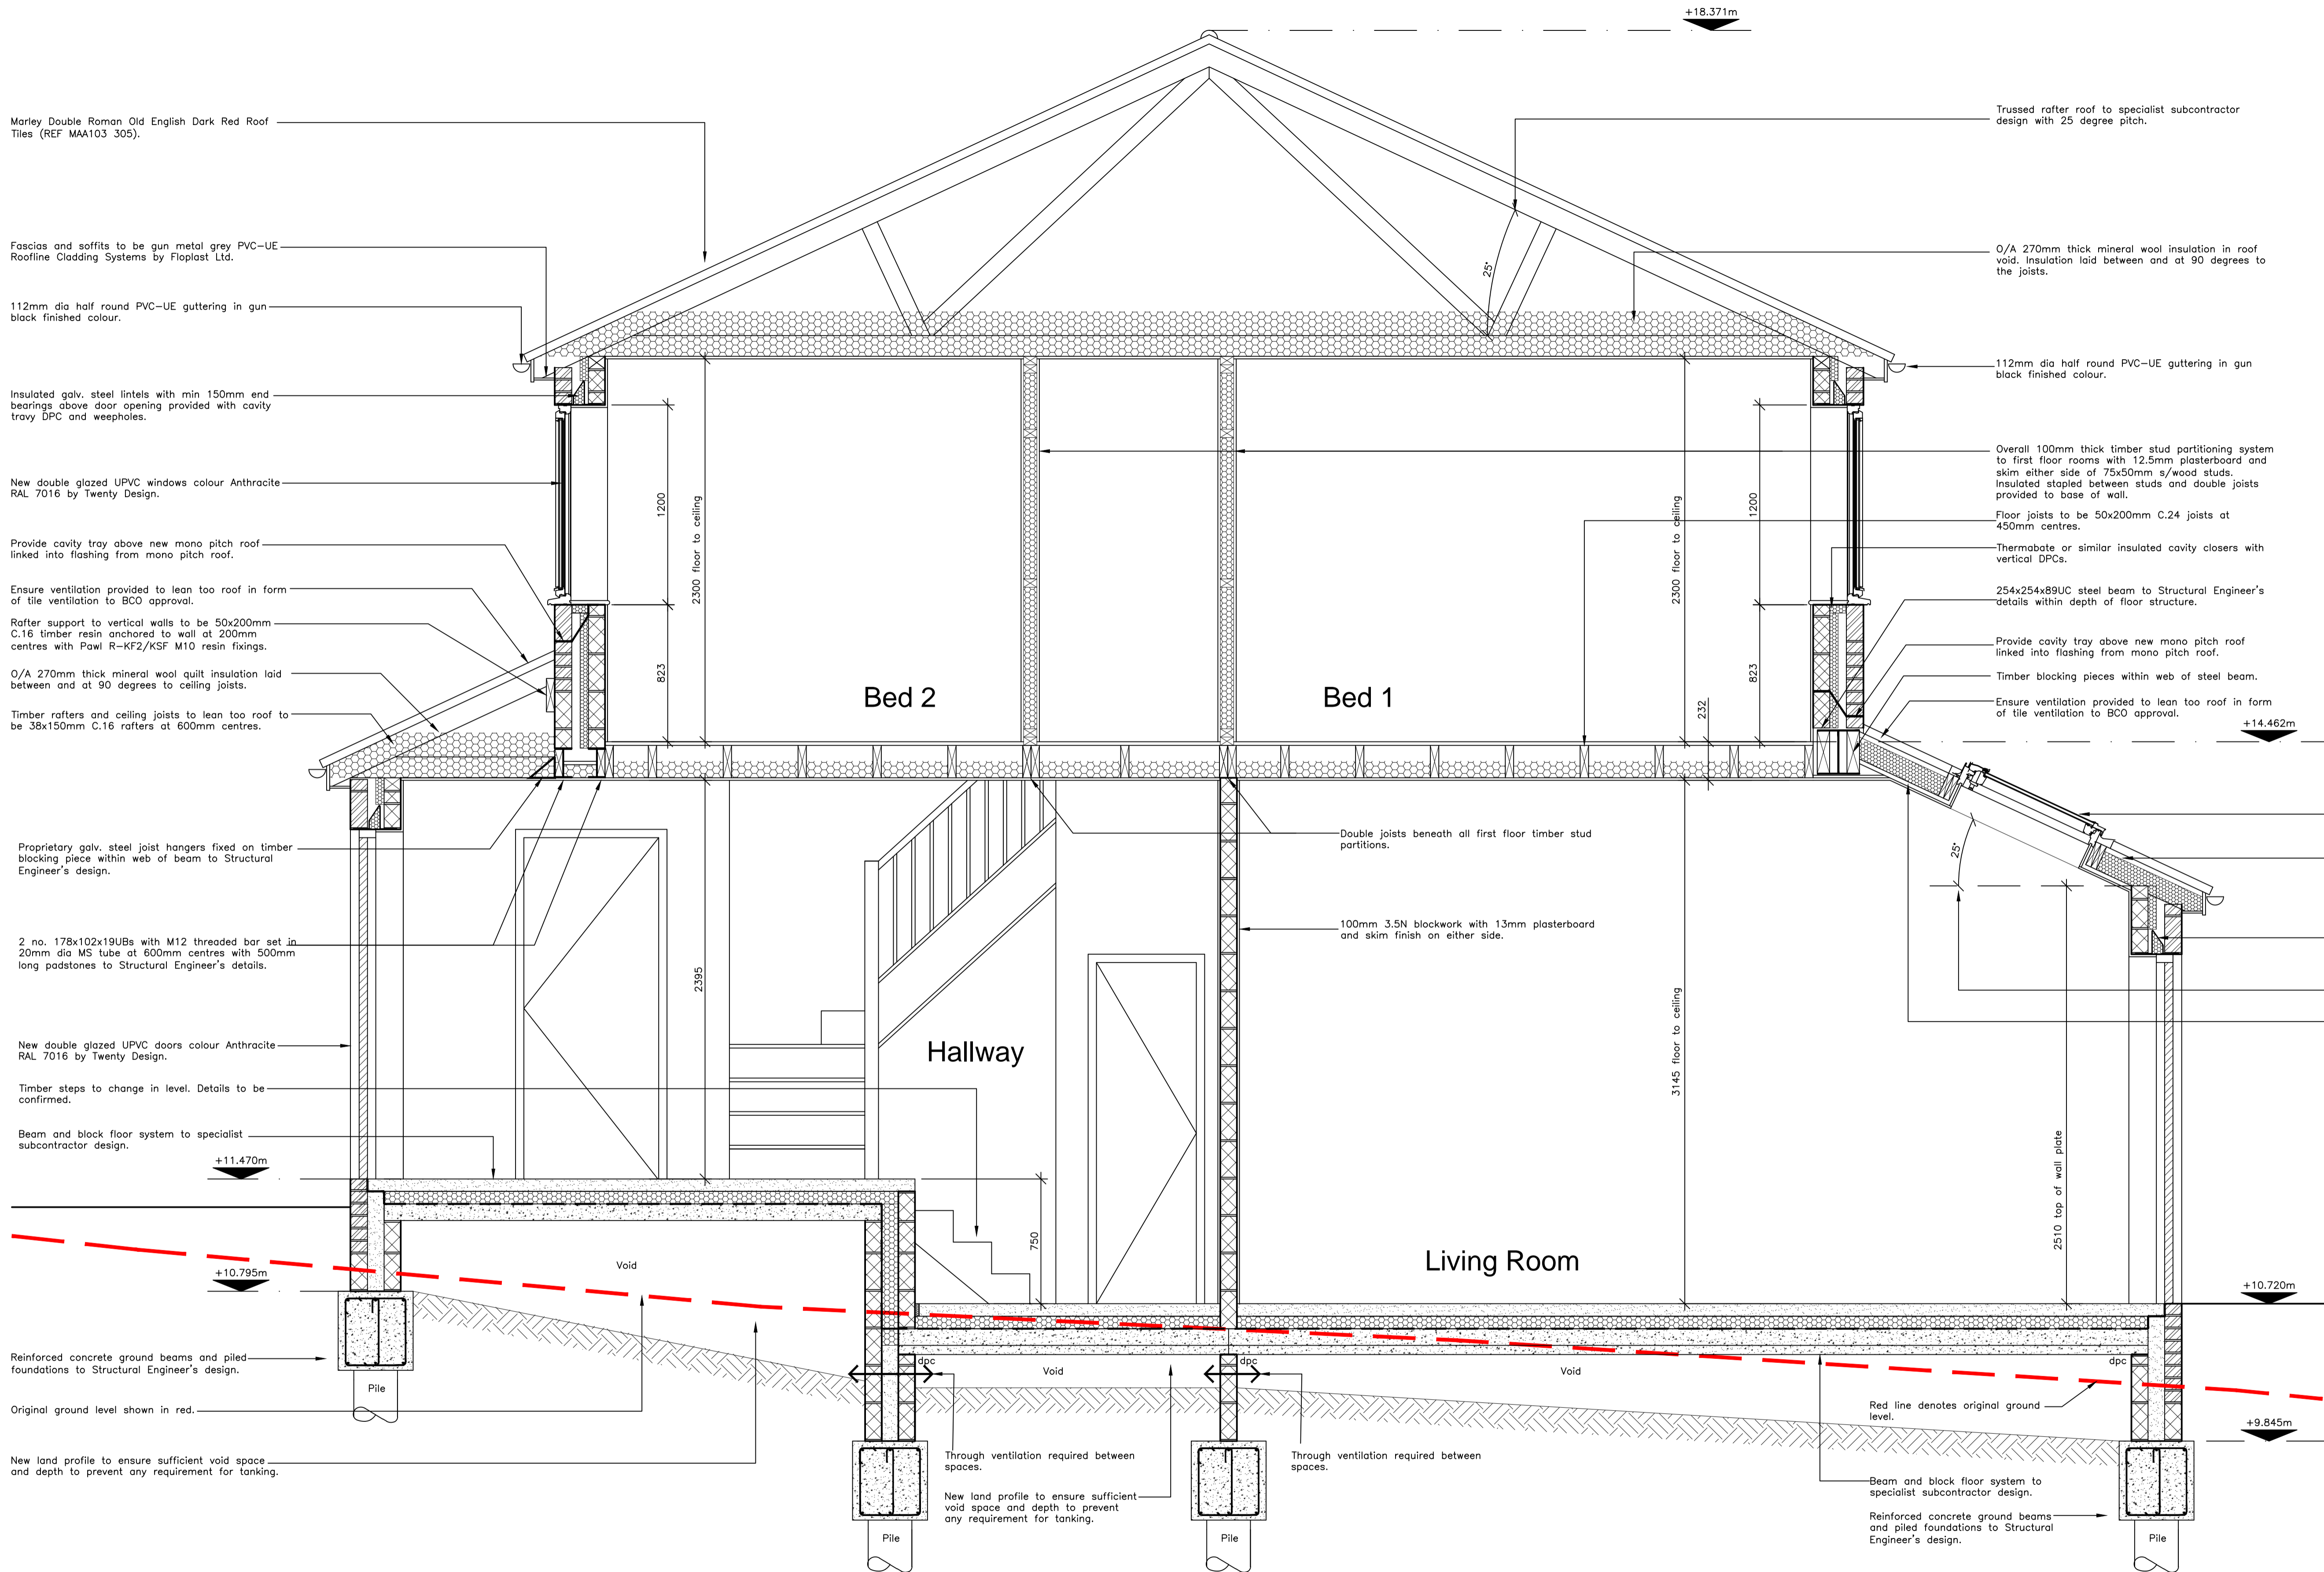 +18.371m
Marley Double Roman Old English Dark Red Roof
Tiles (REF MAA103 305).
Fascias and soffits to be gun metal grey PVC-UE
Roofline Cladding Systems by Floplast Ltd.
112mm dia half round PVC-UE guttering in gun
black finished colour.
Insulated galv. steel lintels with min 150mm end
bearings above door opening provided with cavity
travy DPC and weepholes.
New double glazed UPVC windows colour Anthracite
RAL 7016 by Twenty Design.
Provide cavity tray above new mono pitch roof
linked into flashing from mono pitch roof.
Ensure ventilation provided to lean too roof in form
of tile ventilation to BCO approval.
Rafter support to vertical walls to be 50x200mm
C.16 timber resin anchored to wall at 200mm
centres with Pawl R-KF2/KSF M10 resin fixings.
O/A 270mm thick mineral wool quilt insulation laid
between and at 90 degrees to ceiling joists.
Timber rafters and ceiling joists to lean too roof to
be 38x150mm C.16 rafters at 600mm centres.
Proprietary galv. steel joist hangers fixed on timber
blocking piece within web of beam to Structural
Engineer's design.
2 no. 178x102x19UBs with M12 threaded bar set in
20mm dia MS tube at 600mm centres with 500mm
long padstones to Structural Engineer's details.
New double glazed UPVC doors colour Anthracite
RAL 7016 by Twenty Design.
Timber steps to change in level. Details to be
confirmed.
Beam and block floor system to specialist
subcontractor design.
+11.470m
+10.795m
Reinforced concrete ground beams and piled
foundations to Structural Engineer's design.
Original ground level shown in red.
New land profile to ensure sufficient void space
and depth to prevent any requirement for tanking.
25°
1200
2300 floor to ceiling
823
Bed 2
Bed 1
2300 floor to ceiling
1200
823
232
Double joists beneath all first floor timber stud
partitions.
100mm 3.5N blockwork with 13mm plasterboard
and skim finish on either side.
2395
Hallway
3145 floor to ceiling
25°
2510 top of wall plate
750
Living Room
Void
dpc
Void
dpc
Void
dpc
Pile
Pile
Pile
Pile
Through ventilation required between
spaces.
New land profile to ensure sufficient
void space and depth to prevent
any requirement for tanking.
Through ventilation required between
spaces.
Trussed rafter roof to specialist subcontractor
design with 25 degree pitch.
O/A 270mm thick mineral wool insulation in roof
void. Insulation laid between and at 90 degrees to
the joists.
112mm dia half round PVC-UE guttering in gun
black finished colour.
Overall 100mm thick timber stud partitioning system
to first floor rooms with 12.5mm plasterboard and
skim either side of 75x50mm s/wood studs.
Insulated stapled between studs and double joists
provided to base of wall.
Floor joists to be 50x200mm C.24 joists at
450mm centres.
Thermabate or similar insulated cavity closers with
vertical DPCs.
254x254x89UC steel beam to Structural Engineer's
details within depth of floor structure.
Provide cavity tray above new mono pitch roof
linked into flashing from mono pitch roof.
Timber blocking pieces within web of steel beam.
Ensure ventilation provided to lean too roof in form
of tile ventilation to BCO approval.
+14.462m
+10.720m
Red line denotes original ground
level.
+9.845m
Beam and block floor system to
specialist subcontractor design.
Reinforced concrete ground beams
and piled foundations to Structural
Engineer's design.